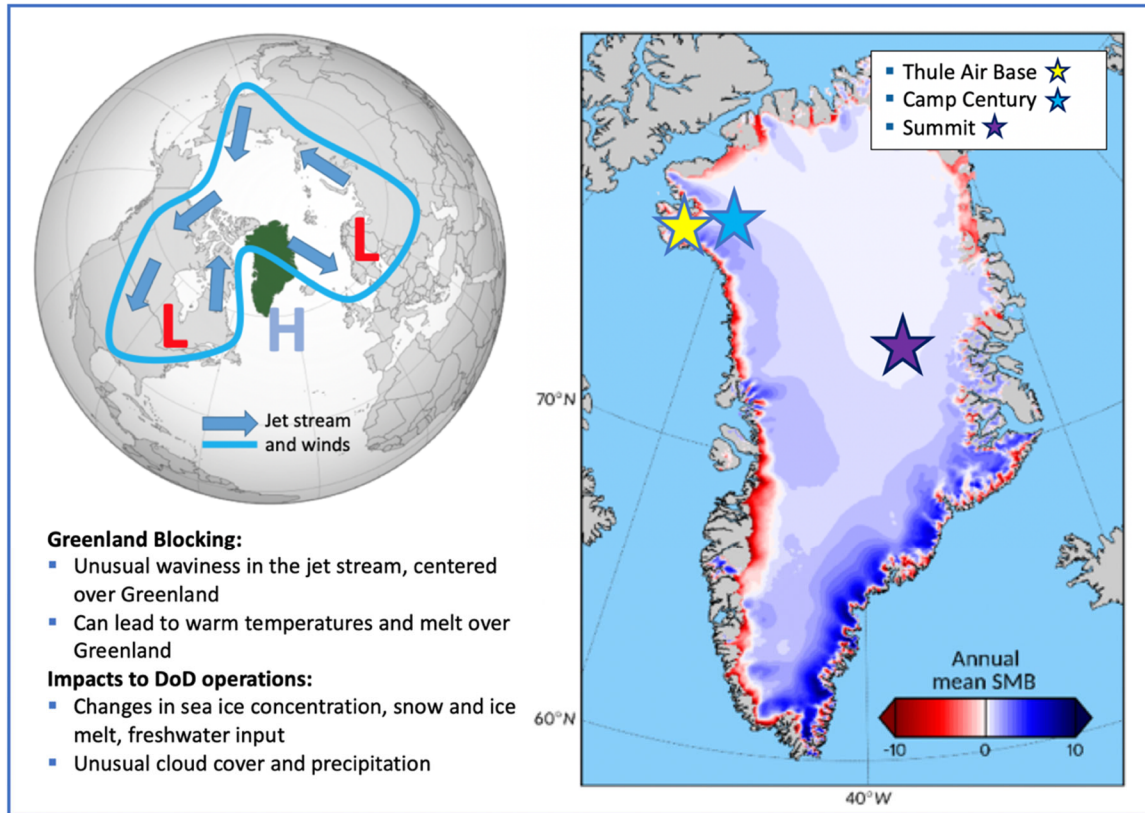 L
L
H
Jet stream
and winds
Greenland Blocking:
▪ Unusual waviness in the jet stream, centered
over Greenland
▪ Can lead to warm temperatures and melt over
Greenland
Impacts to DoD operations:
▪ Changes in sea ice concentration, snow and ice
melt, freshwater input
▪ Unusual cloud cover and precipitation
▪ Thule Air Base
▪ Camp Century
▪ Summit
70°N
60°N
40°W
Annual
mean SMB
-10 0 10